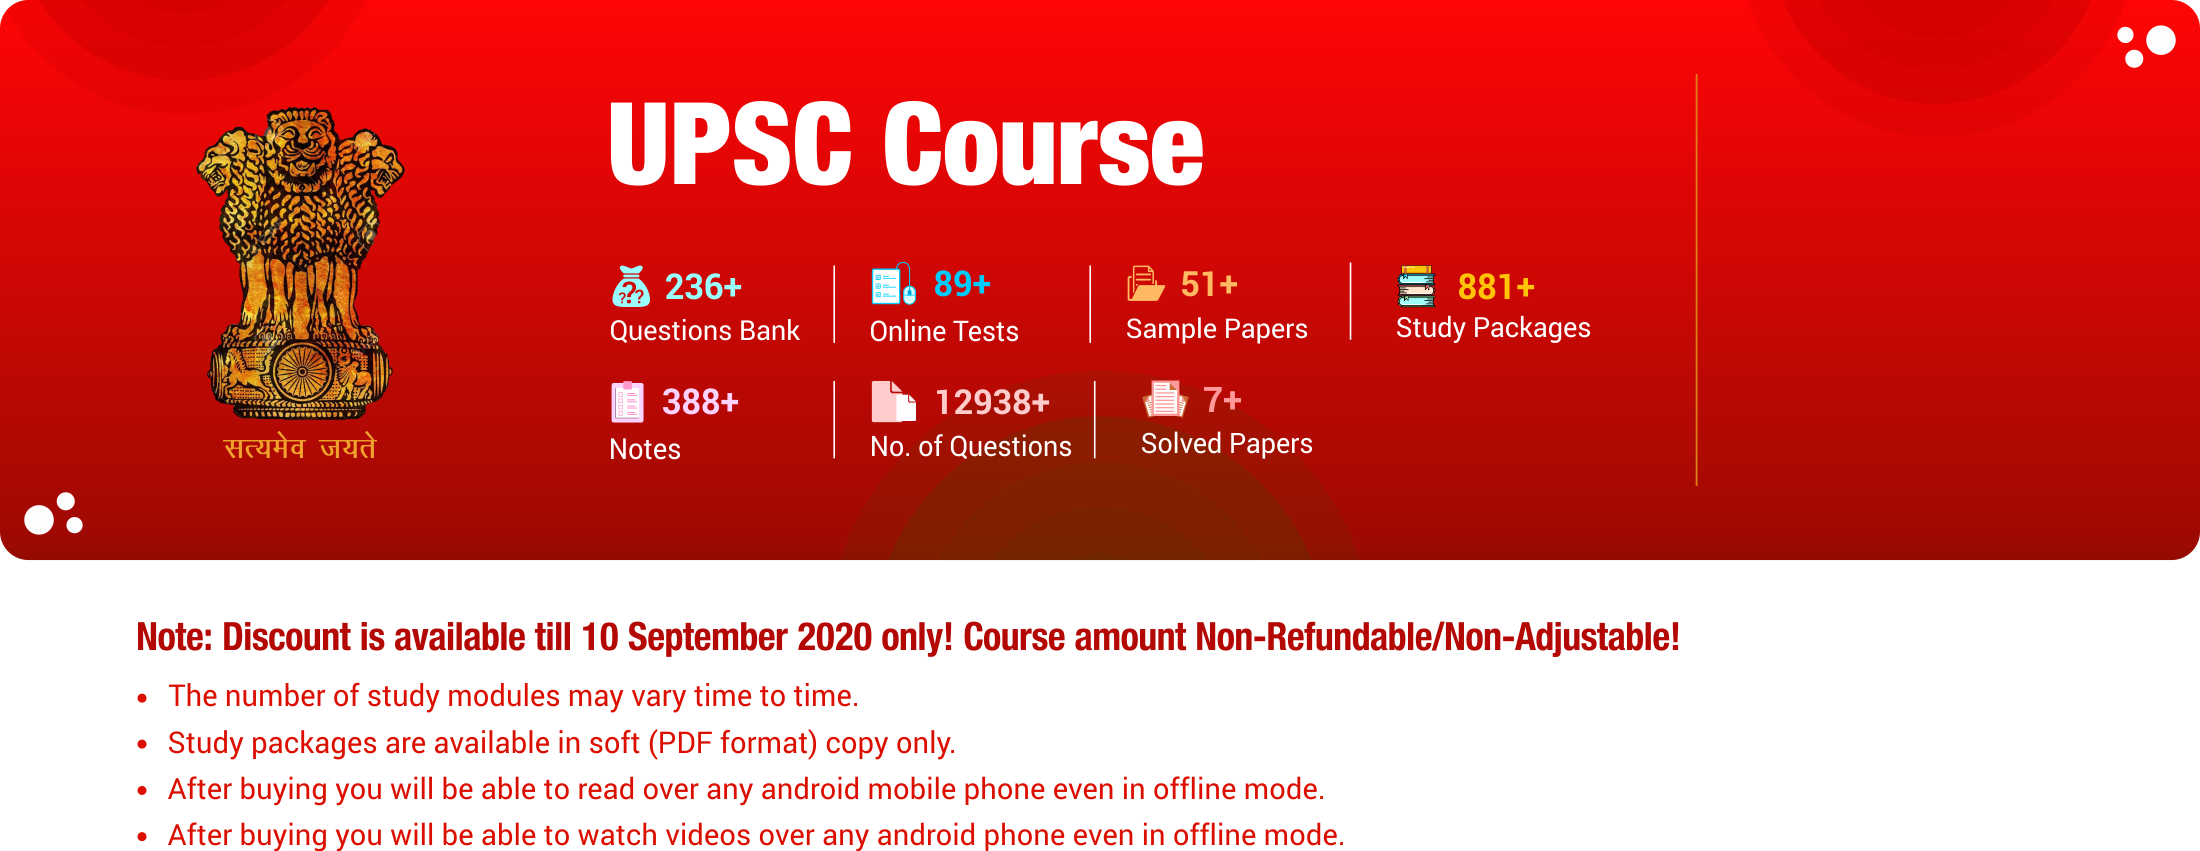 UPSC Course
236+
Questions Bank
89+
Online Tests
51+
Sample Papers
881+
Study Packages
388+
Notes
12938+
No. of Questions
7+
Solved Papers
सत्यमेव जयते
Note: Discount is available till 10 September 2020 only! Course amount Non-Refundable/Non-Adjustable!
• The number of study modules may vary time to time.
• Study packages are available in soft (PDF format) copy only.
• After buying you will be able to read over any android mobile phone even in offline mode.
• After buying you will be able to watch videos over any android phone even in offline mode.